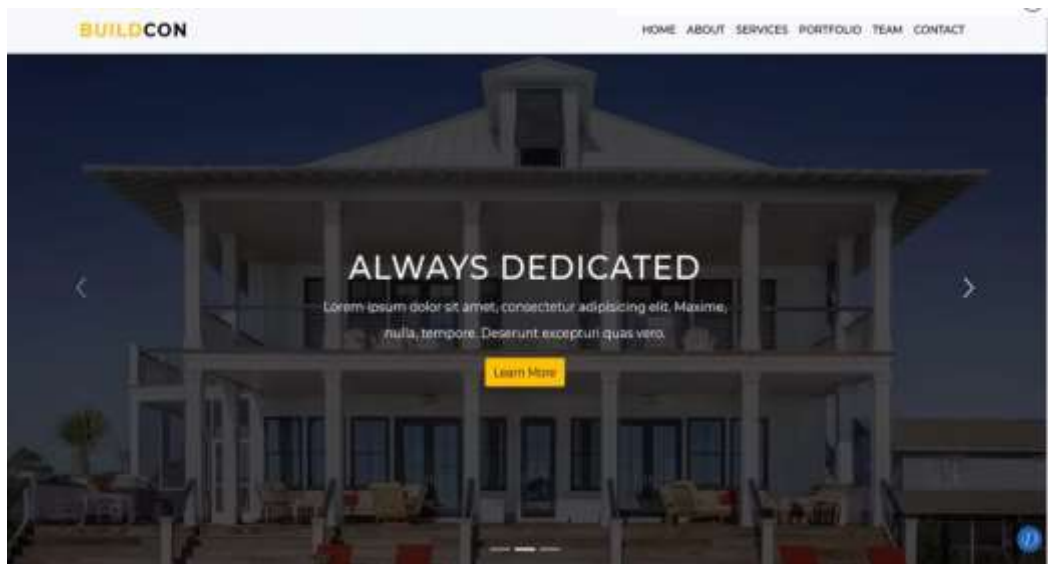 BUILDCON
HOME ABOUT SERVICES PORTFOLIO TEAM CONTACT
ALWAYS DEDICATED
Lorem ipsum dolor sit amet, consectetur adipisicing elit. Maxime,
nulla, tempore. Deserunt excepturi quas vero.
Learn More